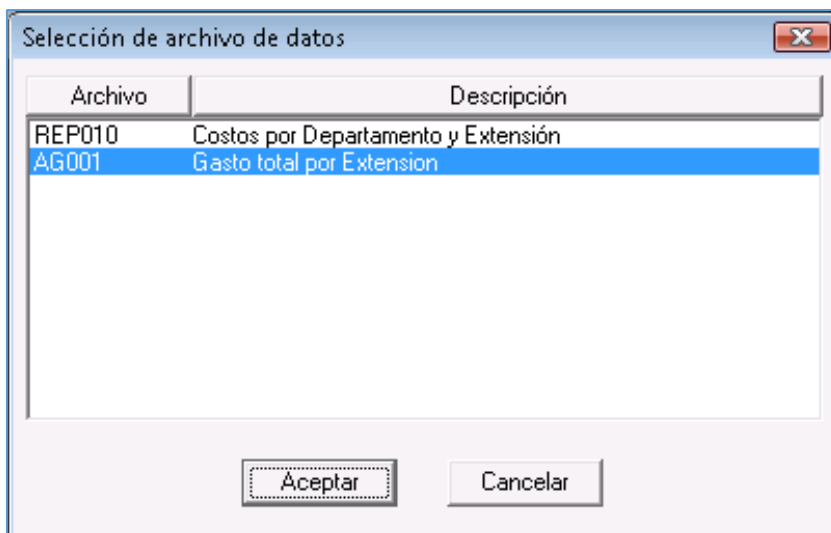 Selección de archivo de datos
Archivo Descripción
REP010 Costos por Departamento y Extensión
AG001 Gasto total por Extension
Aceptar Cancelar